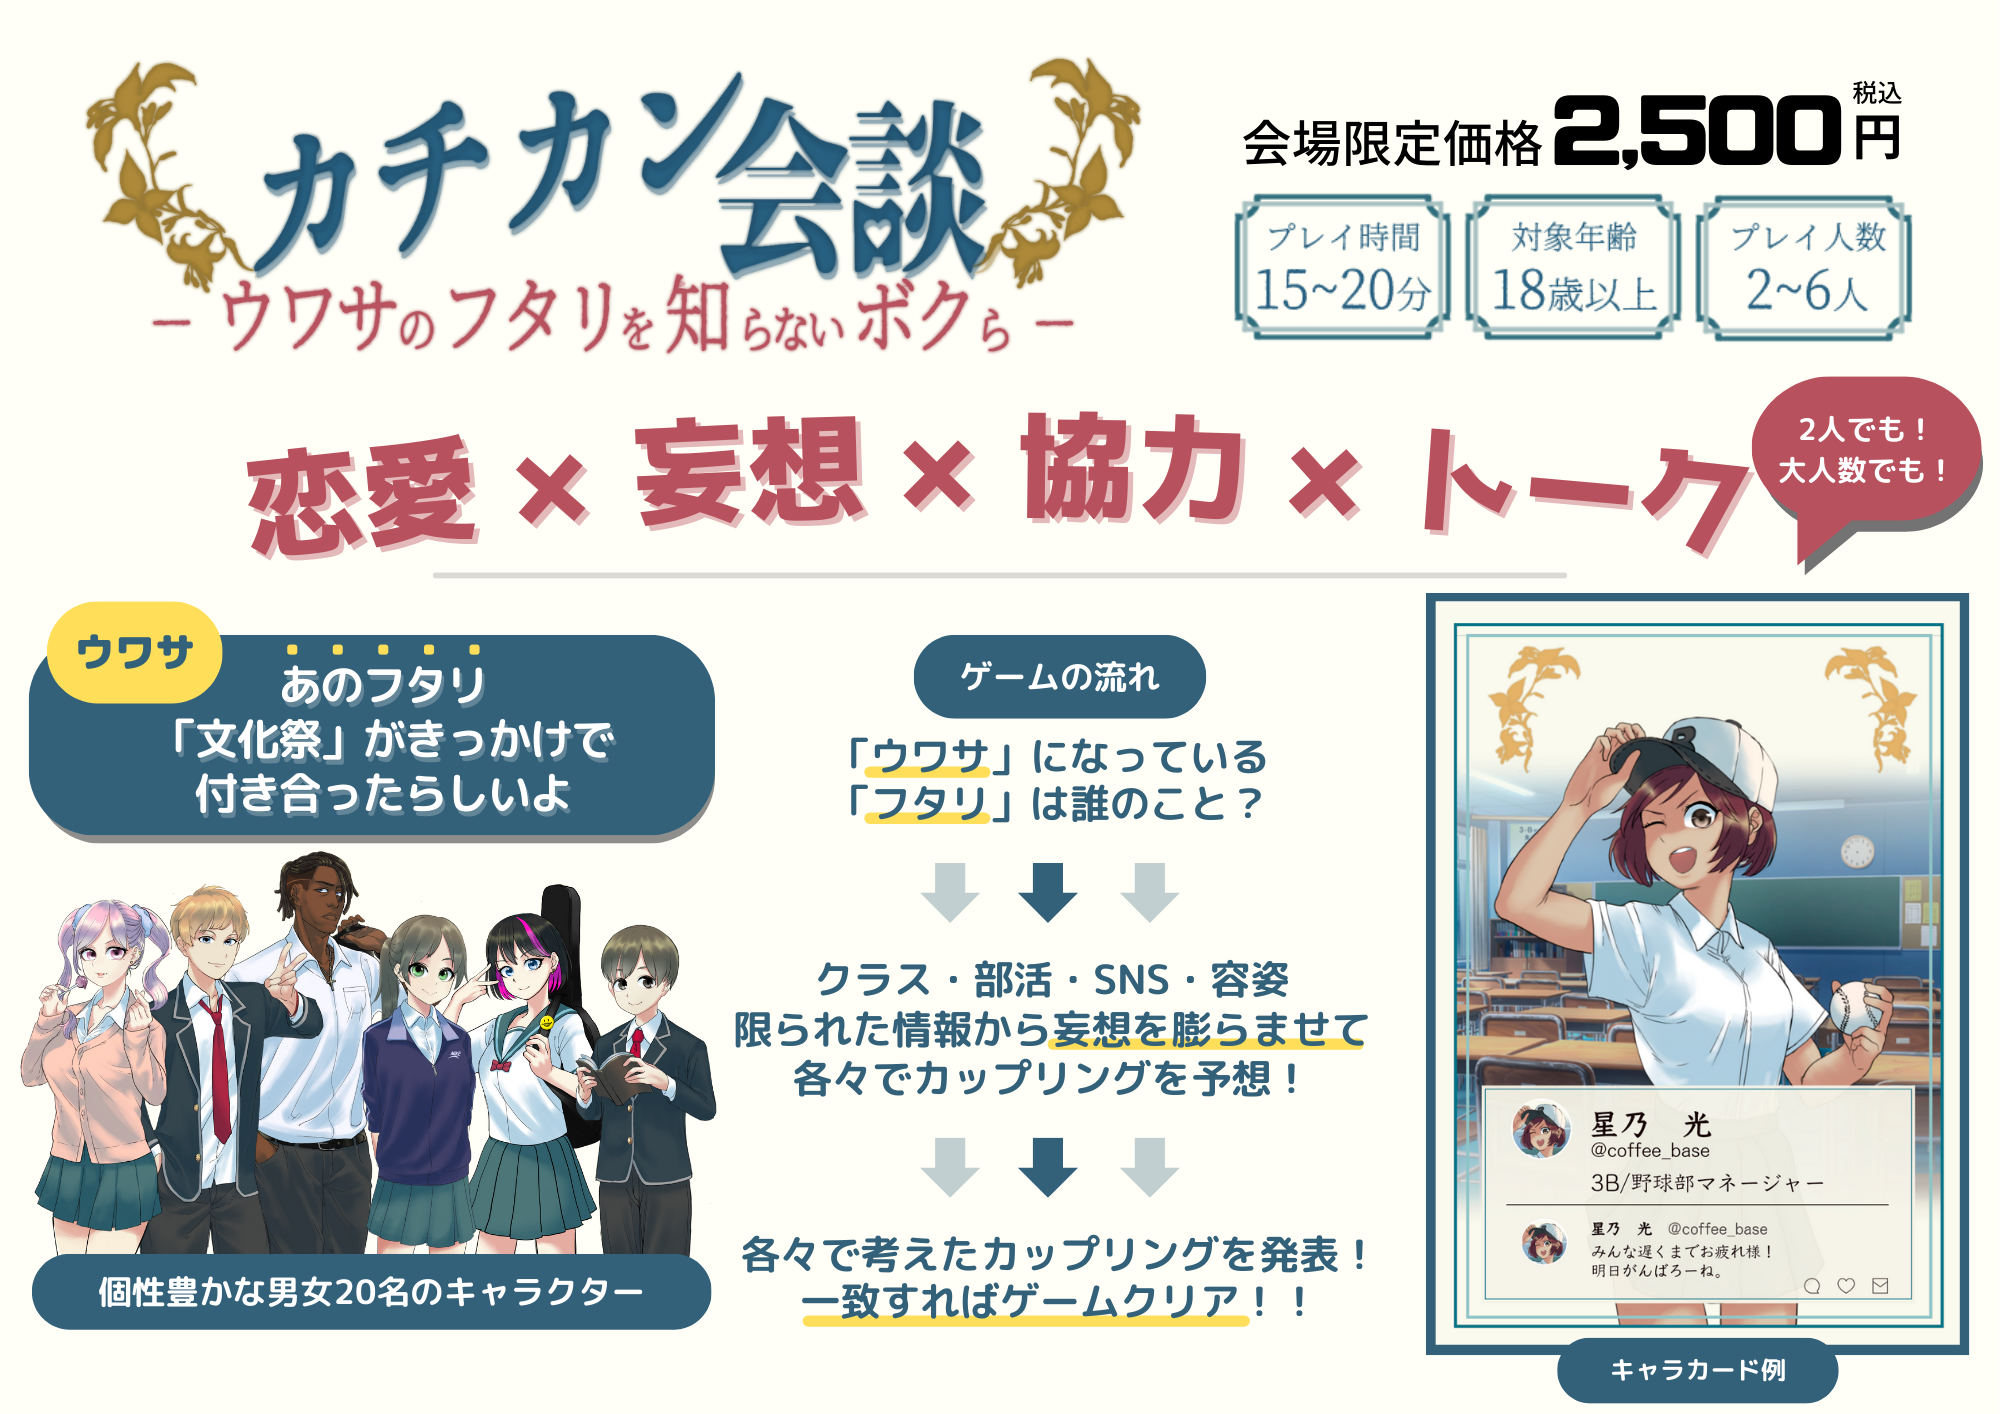 カチカン会談
− ウワサのフタリを知らないボクら −
会場限定価格 2,500円 税込
プレイ時間
15~20分
対象年齢
18歳以上
プレイ人数
2~6人
恋愛 × 妄想 × 協力 × トーク
2人でも！
大人数でも！
ウワサ
あのフタリ
「文化祭」がきっかけで
付き合ったらしいよ
個性豊かな男女20名のキャラクター
ゲームの流れ
「ウワサ」になっている
「フタリ」は誰のこと？
クラス・部活・SNS・容姿
限られた情報から妄想を膨らませて
各々でカップリングを予想！
各々で考えたカップリングを発表！
一致すればゲームクリア！！
星乃　光
@coffee_base
3B/野球部マネージャー
星乃　光　@coffee_base
みんな遅くまでお疲れ様！
明日がんばろーね。
キャラカード例